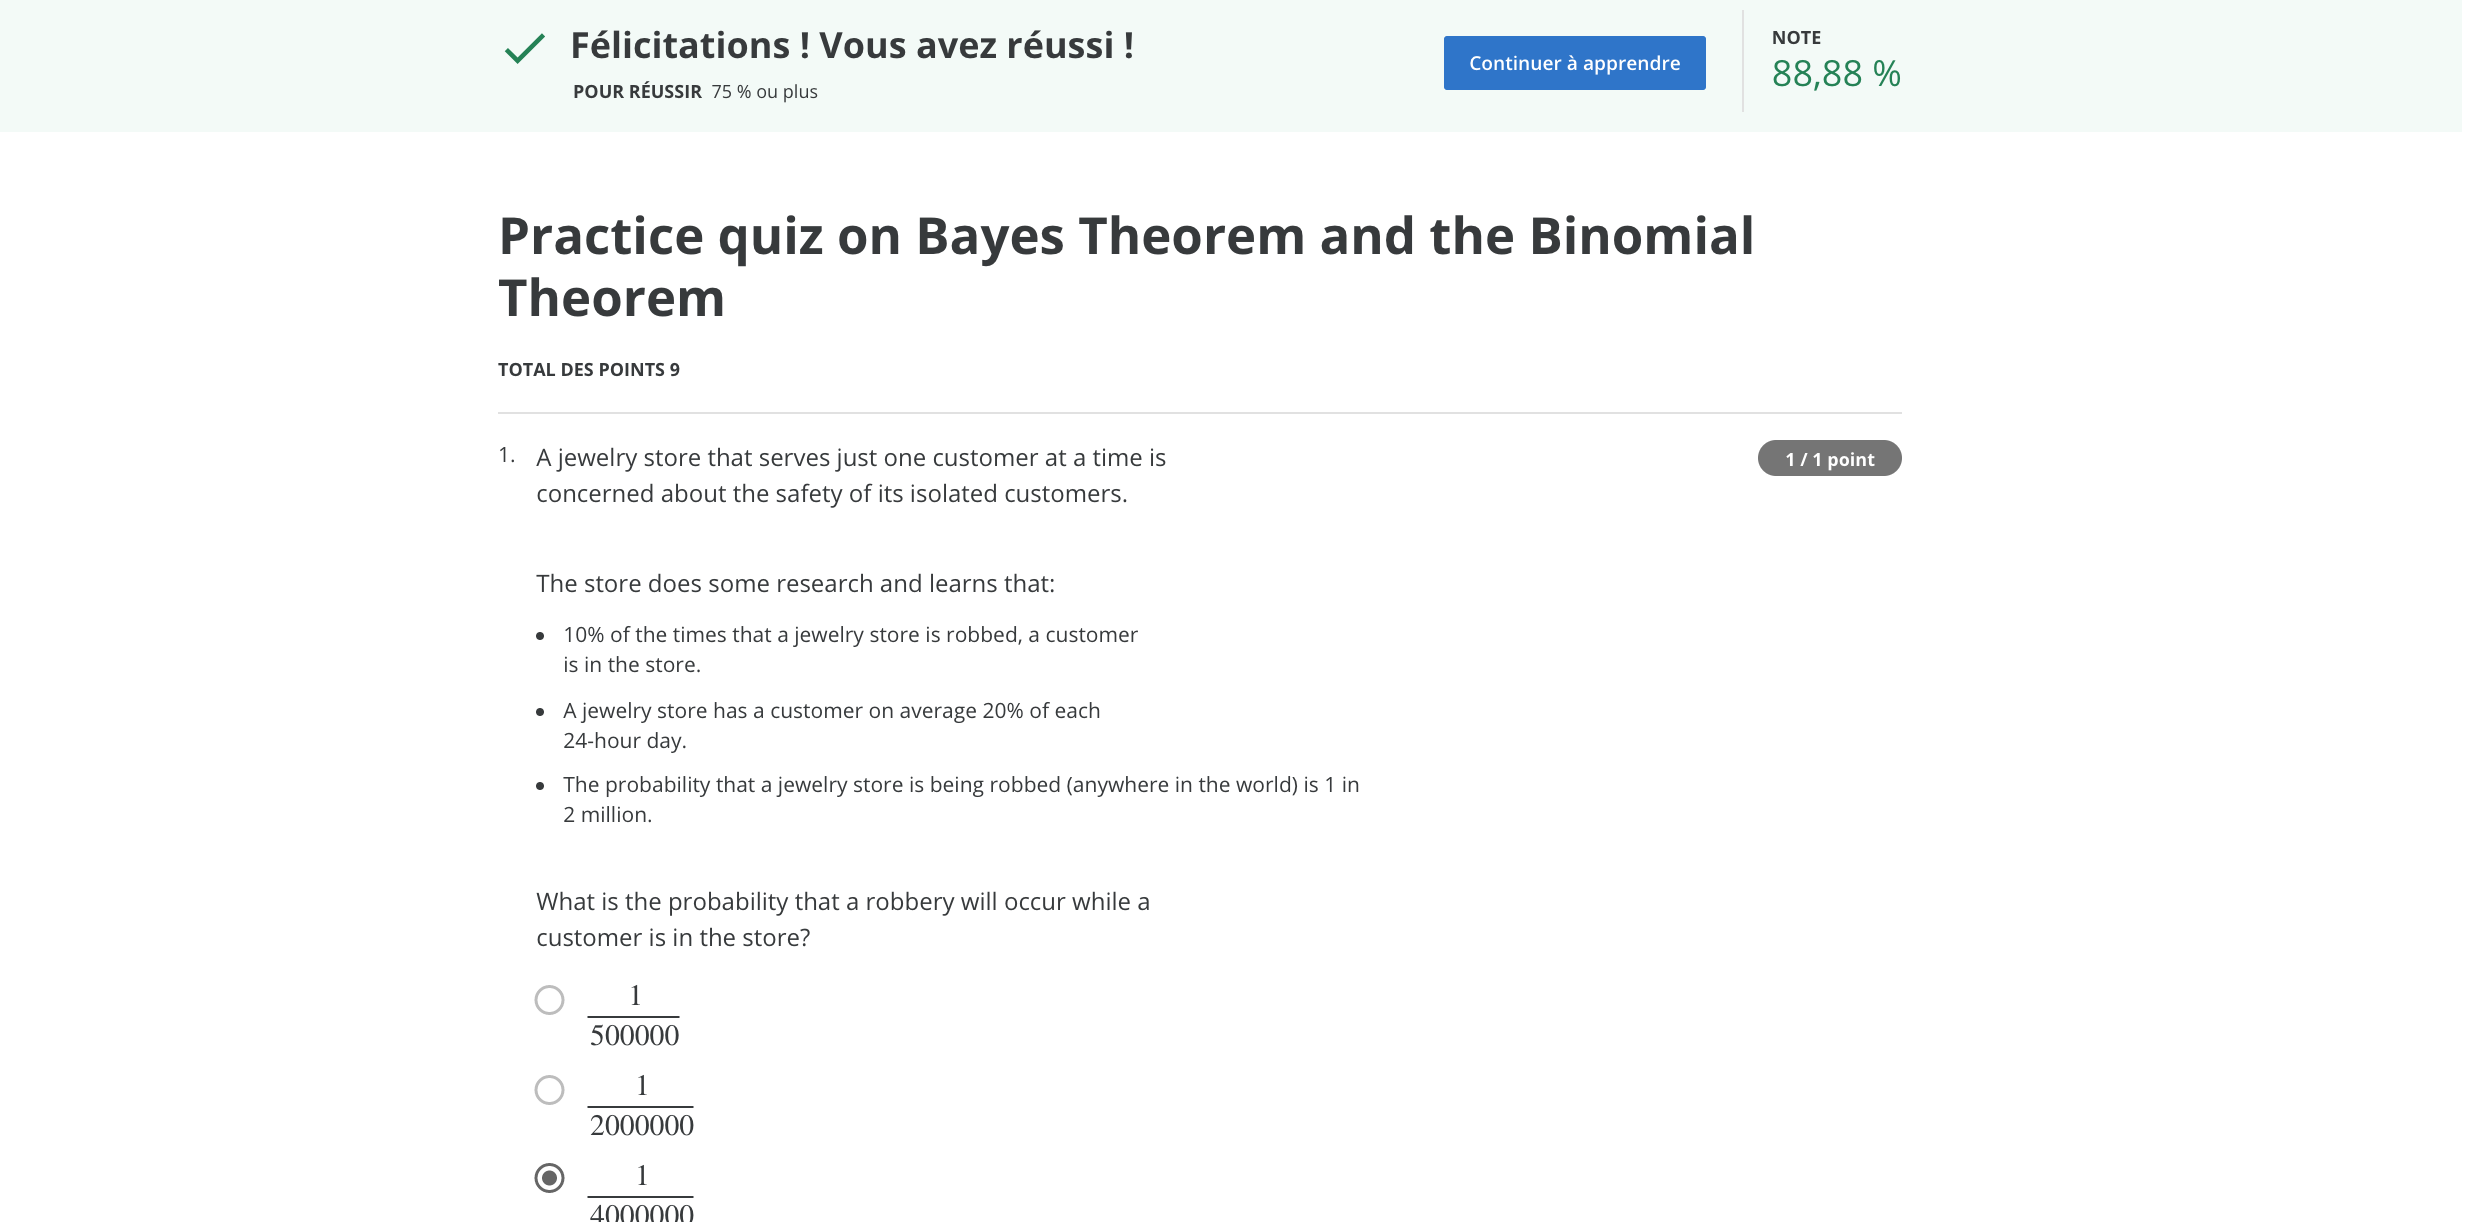 Félicitations ! Vous avez réussi !
POUR RÉUSSIR 75 % ou plus
Continuer à apprendre
NOTE
88,88 %
Practice quiz on Bayes Theorem and the Binomial
Theorem
TOTAL DES POINTS 9
1. A jewelry store that serves just one customer at a time is
concerned about the safety of its isolated customers.
1 / 1 point
The store does some research and learns that:
• 10% of the times that a jewelry store is robbed, a customer
is in the store.
• A jewelry store has a customer on average 20% of each
24-hour day.
• The probability that a jewelry store is being robbed (anywhere in the world) is 1 in
2 million.
What is the probability that a robbery will occur while a
customer is in the store?
1
500000
1
2000000
1
4000000